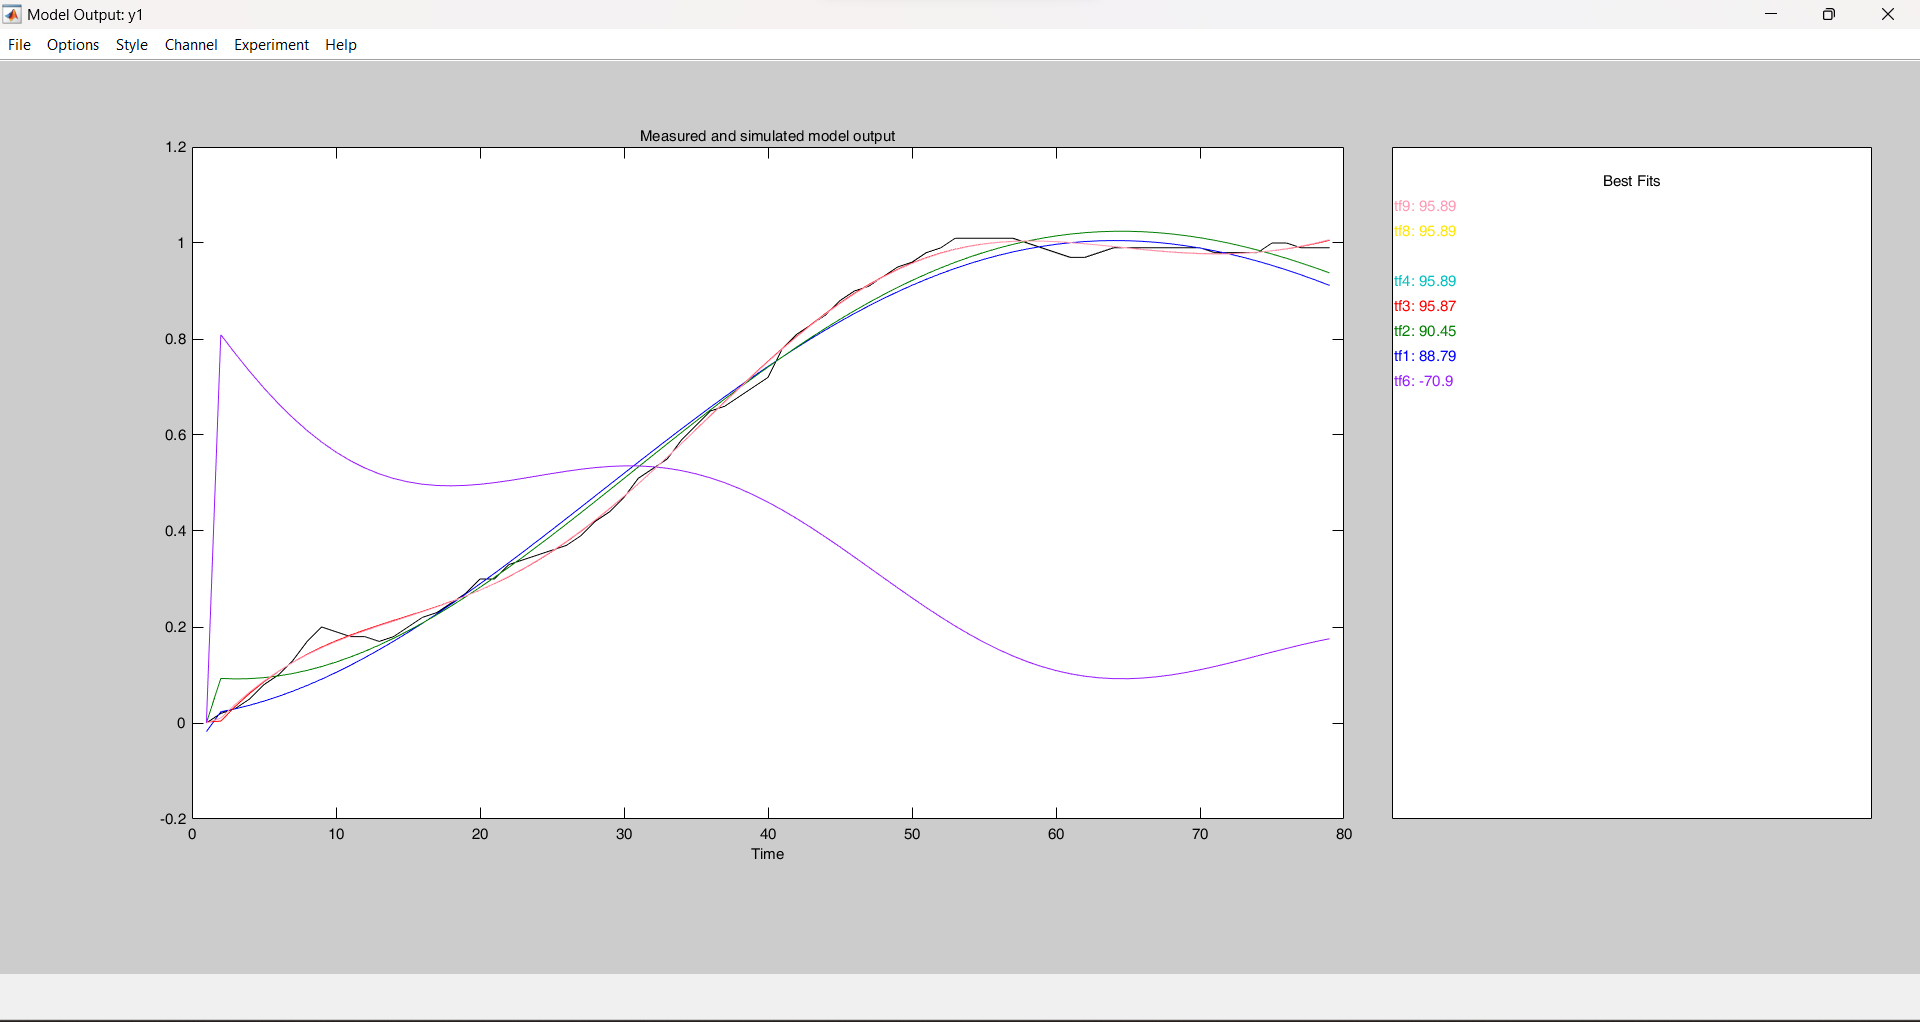 Model Output: y1
File Options Style Channel Experiment Help
Measured and simulated model output
1.2
1
0.8
0.6
0.4
0.2
0
-0.2
0 10 20 30 40 50 60 70 80
Time
Best Fits
tf9: 95.89
tf8: 95.89
tf4: 95.89
tf3: 95.87
tf2: 90.45
tf1: 88.79
tf6: -70.9